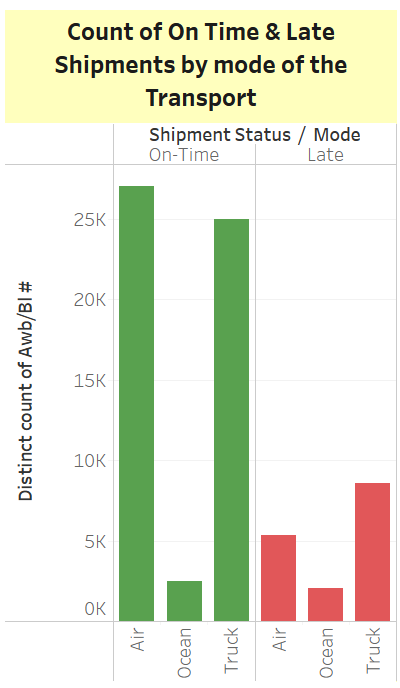 Count of On Time & Late
Shipments by mode of the
Transport
Shipment Status / Mode
On-Time
Late
Distinct count of Awb/Bl #
25K
20K
15K
10K
5K
0K
Air
Ocean
Truck
Air
Ocean
Truck